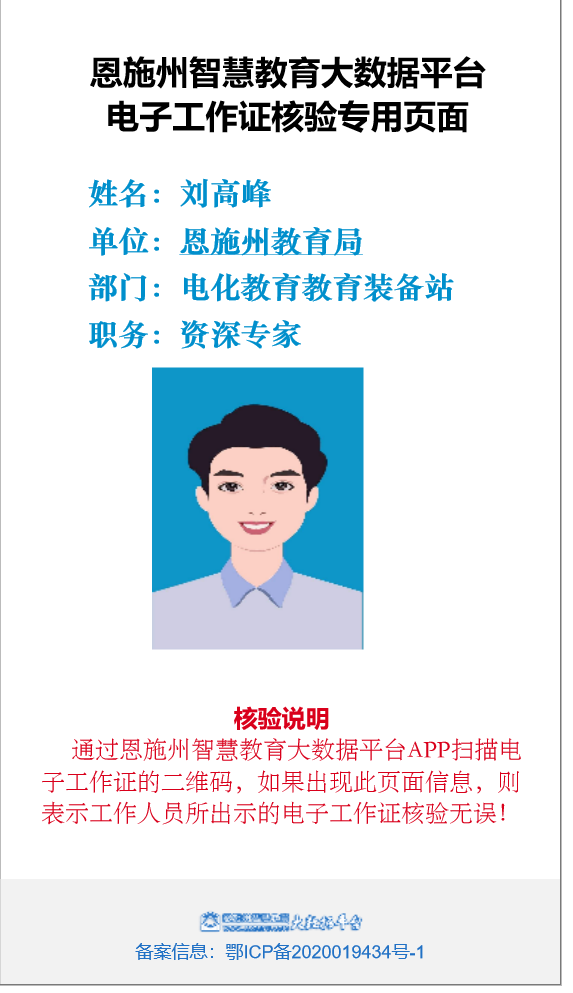 恩施州智慧教育大数据平台
电子工作证核验专用页面
姓名：刘高峰
单位：恩施州教育局
部门：电化教育教育装备站
职务：资深专家
核验说明
通过恩施州智慧教育大数据平台APP扫描电
子工作证的二维码，如果出现此页面信息，则
表示工作人员所出示的电子工作证核验无误！
大数据平台
备案信息：鄂ICP备2020019434号-1